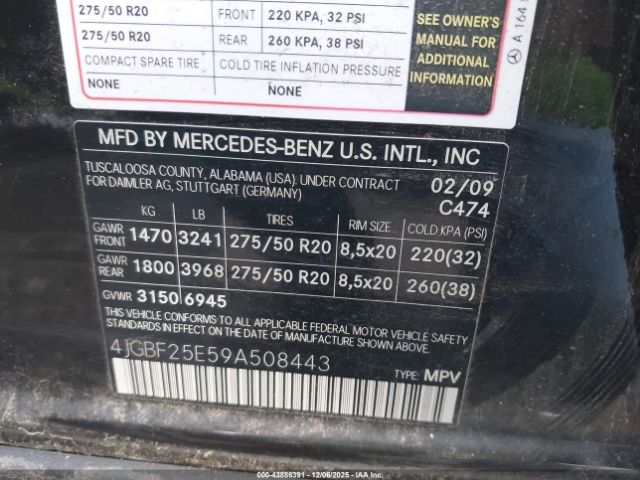 275/50 R20 FRONT 220 KPA, 32 PSI
275/50 R20 REAR 260 KPA, 38 PSI
COMPACT SPARE TIRE COLD TIRE INFLATION PRESSURE
NONE NONE
SEE OWNER'S
MANUAL FOR
ADDITIONAL
INFORMATION
A 164
MFD BY MERCEDES-BENZ U.S. INTL., INC
TUSCALOOSA COUNTY, ALABAMA (USA), UNDER CONTRACT 02/09
FOR DAIMLER AG, STUTTGART (GERMANY) C474
KG LB TIRES RIM SIZE COLD KPA (PSI)
GAWR FRONT 1470 3241 275/50 R20 8,5x20 220(32)
GAWR REAR 1800 3968 275/50 R20 8,5x20 260(38)
GVWR 3150 6945
THIS VEHICLE CONFORMS TO ALL APPLICABLE FEDERAL MOTOR VEHICLE SAFETY
STANDARDS IN EFFECT ON THE DATE OF MANUFACTURE SHOWN ABOVE.
4JGBF25E59A508443 TYPE: MPV
000-43886391 - 12/06/2025 - IAAI.COM